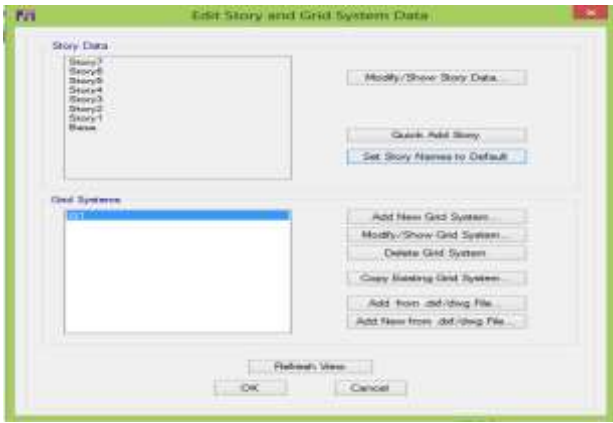 Edit Story and Grid System Data
Story Data
Story7
Story6
Story5
Story4
Story3
Story2
Story1
Base
Modify/Show Story Data...
Quick Add Story
Set Story Names to Default
Grid Systems
G1
Add New Grid System...
Modify/Show Grid System...
Delete Grid System
Copy Existing Grid System...
Add from .dxf/dwg File...
Add New from .dxf/dwg File...
Refresh View
OK
Cancel